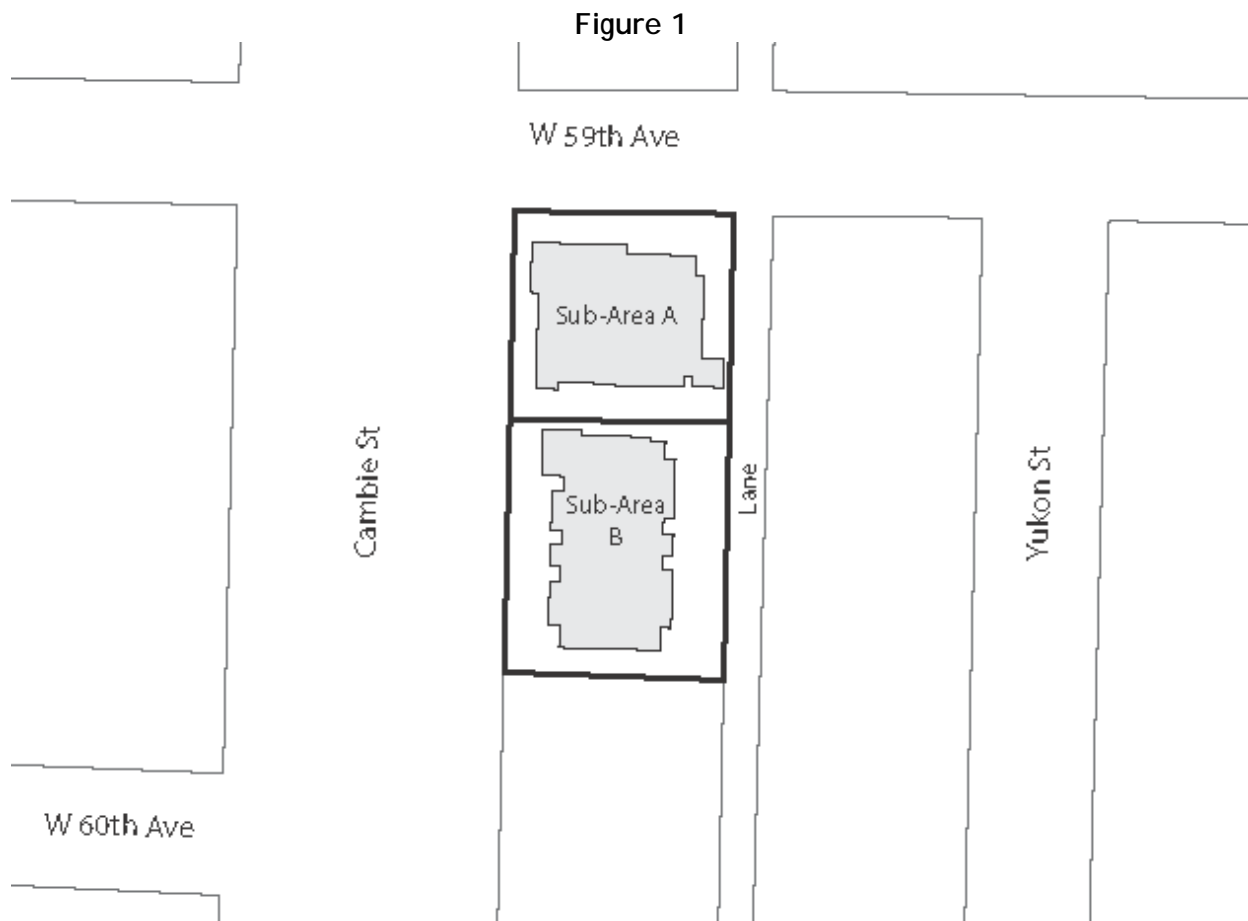 Figure 1
W 59th Ave
Sub-Area A
Cambie St
Lane
Sub-Area
B
Yukon St
W 60th Ave